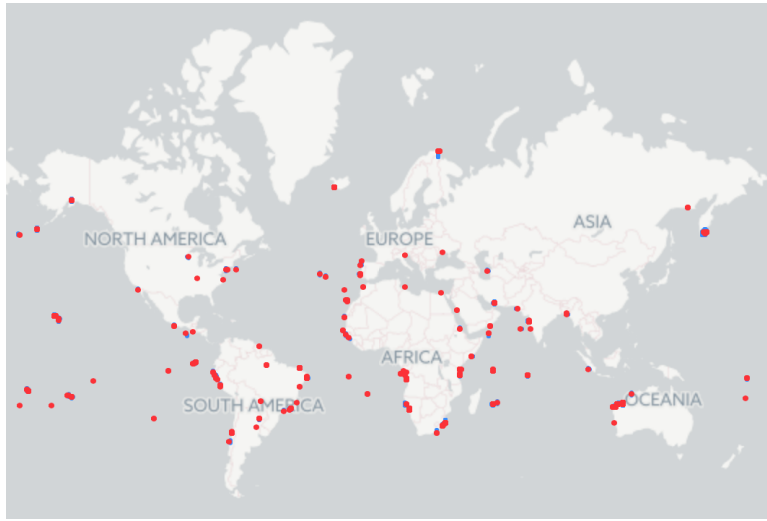 ASIA
NORTH AMERICA
EUROPE
AFRICA
SOUTH AMERICA
OCEANIA